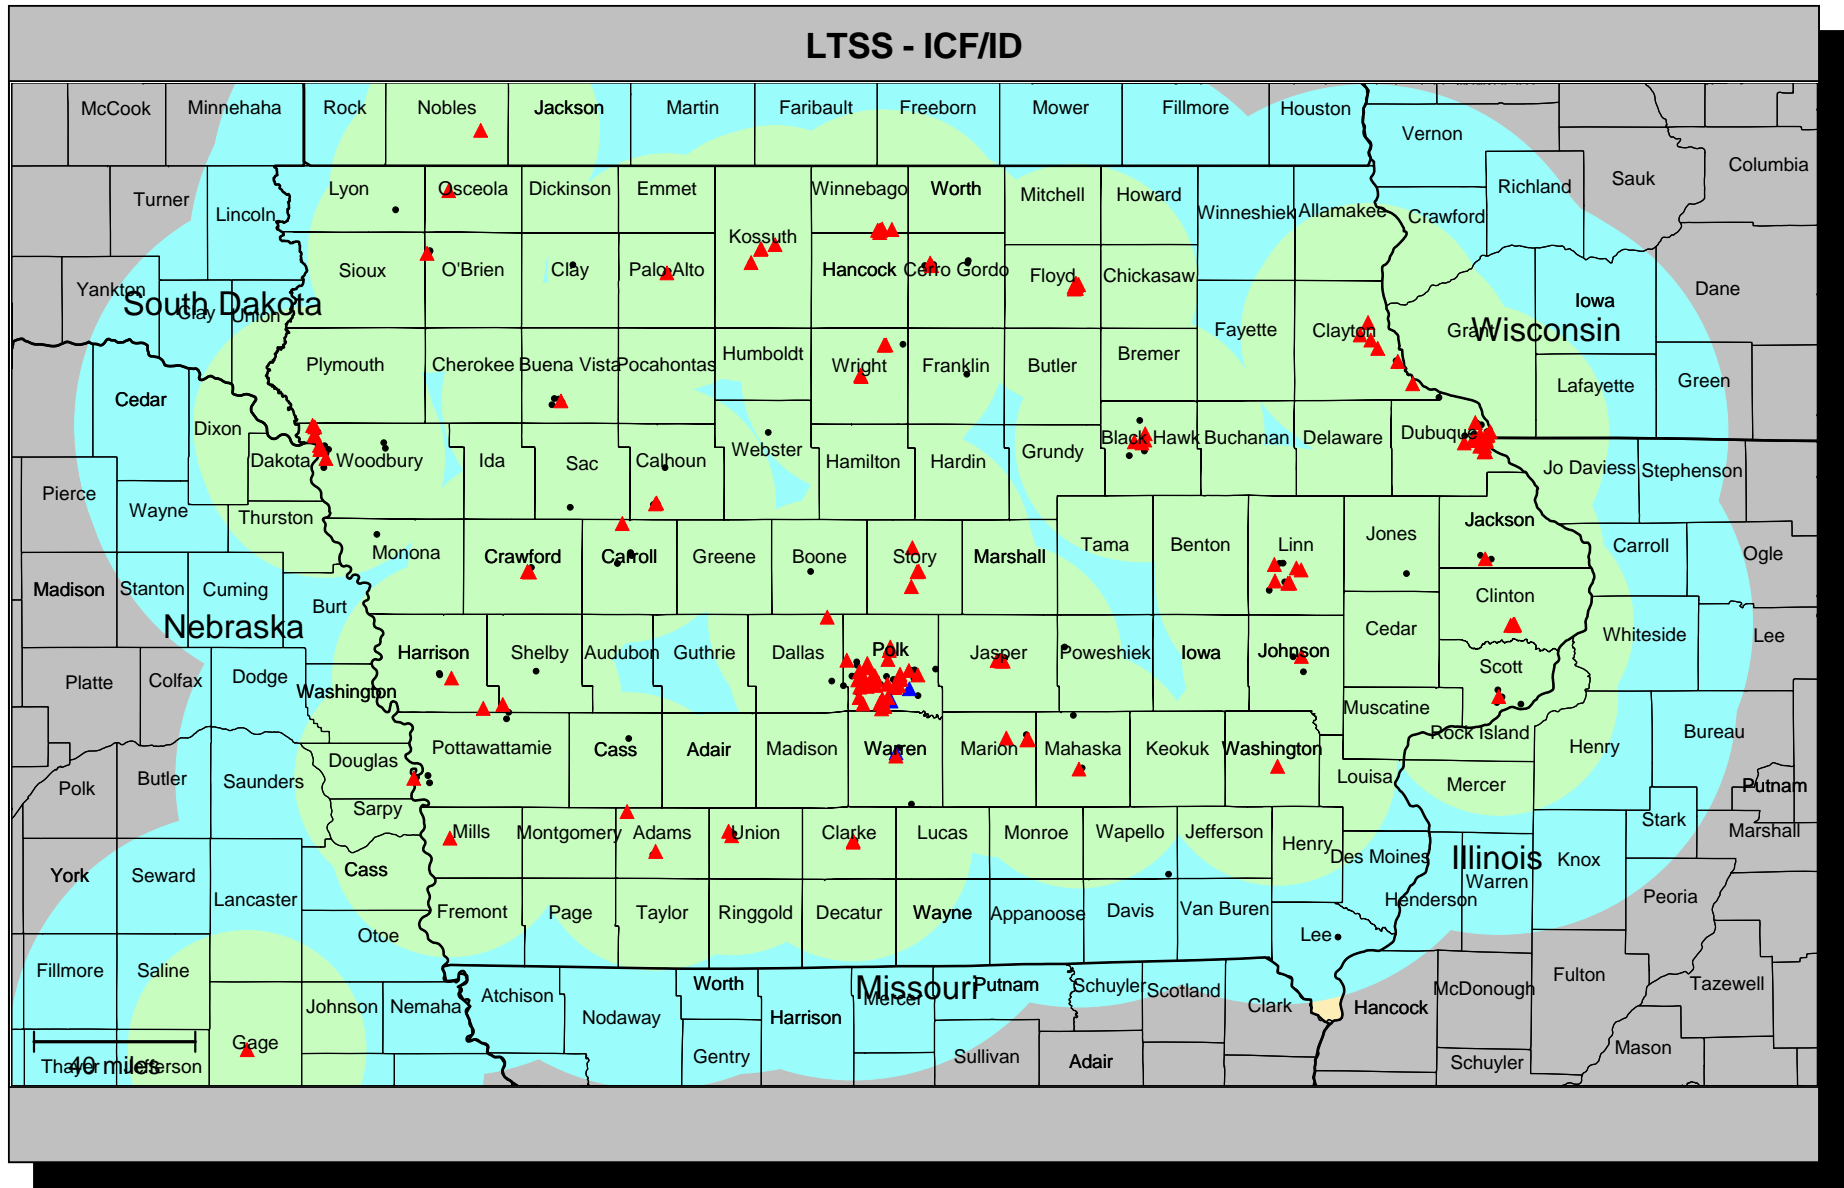 LTSS - ICF/ID
McCook
Minnehaha
Rock
Nobles
Jackson
Martin
Faribault
Freeborn
Mower
Fillmore
Houston
Vernon
Columbia
Turner
Lincoln
Lyon
Osceola
Dickinson
Emmet
Winnebago
Worth
Mitchell
Howard
Winneshiek
Allamakee
Crawford
Richland
Sauk
Yankton
South Dakota
Clay
Union
Sioux
O'Brien
Clay
Palo Alto
Kossuth
Hancock
Cerro Gordo
Floyd
Chickasaw
Fayette
Clayton
Grant
Wisconsin
Iowa
Dane
Cedar
Dixon
Plymouth
Cherokee
Buena Vista
Pocahontas
Humboldt
Wright
Franklin
Butler
Bremer
Lafayette
Green
Dakota
Woodbury
Ida
Sac
Calhoun
Webster
Hamilton
Hardin
Grundy
Black Hawk
Buchanan
Delaware
Dubuque
Jo Daviess
Stephenson
Pierce
Wayne
Thurston
Monona
Crawford
Carroll
Greene
Boone
Story
Marshall
Tama
Benton
Linn
Jones
Jackson
Carroll
Ogle
Madison
Stanton
Cuming
Burt
Nebraska
Clinton
Cedar
Whiteside
Lee
Platte
Colfax
Dodge
Washington
Harrison
Shelby
Audubon
Guthrie
Dallas
Polk
Jasper
Poweshiek
Iowa
Johnson
Scott
Muscatine
Rock Island
Henry
Bureau
Polk
Butler
Saunders
Douglas
Sarpy
Pottawattamie
Cass
Adair
Madison
Warren
Marion
Mahaska
Keokuk
Washington
Louisa
Mercer
Putnam
Stark
Marshall
York
Seward
Lancaster
Cass
Mills
Montgomery
Adams
Union
Clarke
Lucas
Monroe
Wapello
Jefferson
Henry
Des Moines
Illinois
Warren
Knox
Henderson
Peoria
Otoe
Fremont
Page
Taylor
Ringgold
Decatur
Wayne
Appanoose
Davis
Van Buren
Lee
Fillmore
Saline
Johnson
Nemaha
Atchison
Nodaway
Worth
Harrison
Missouri
Mercer
Putnam
Schuyler
Scotland
Clark
Hancock
McDonough
Fulton
Tazewell
Gage
Thayer
40 miles
Jefferson
Gentry
Sullivan
Adair
Schuyler
Mason